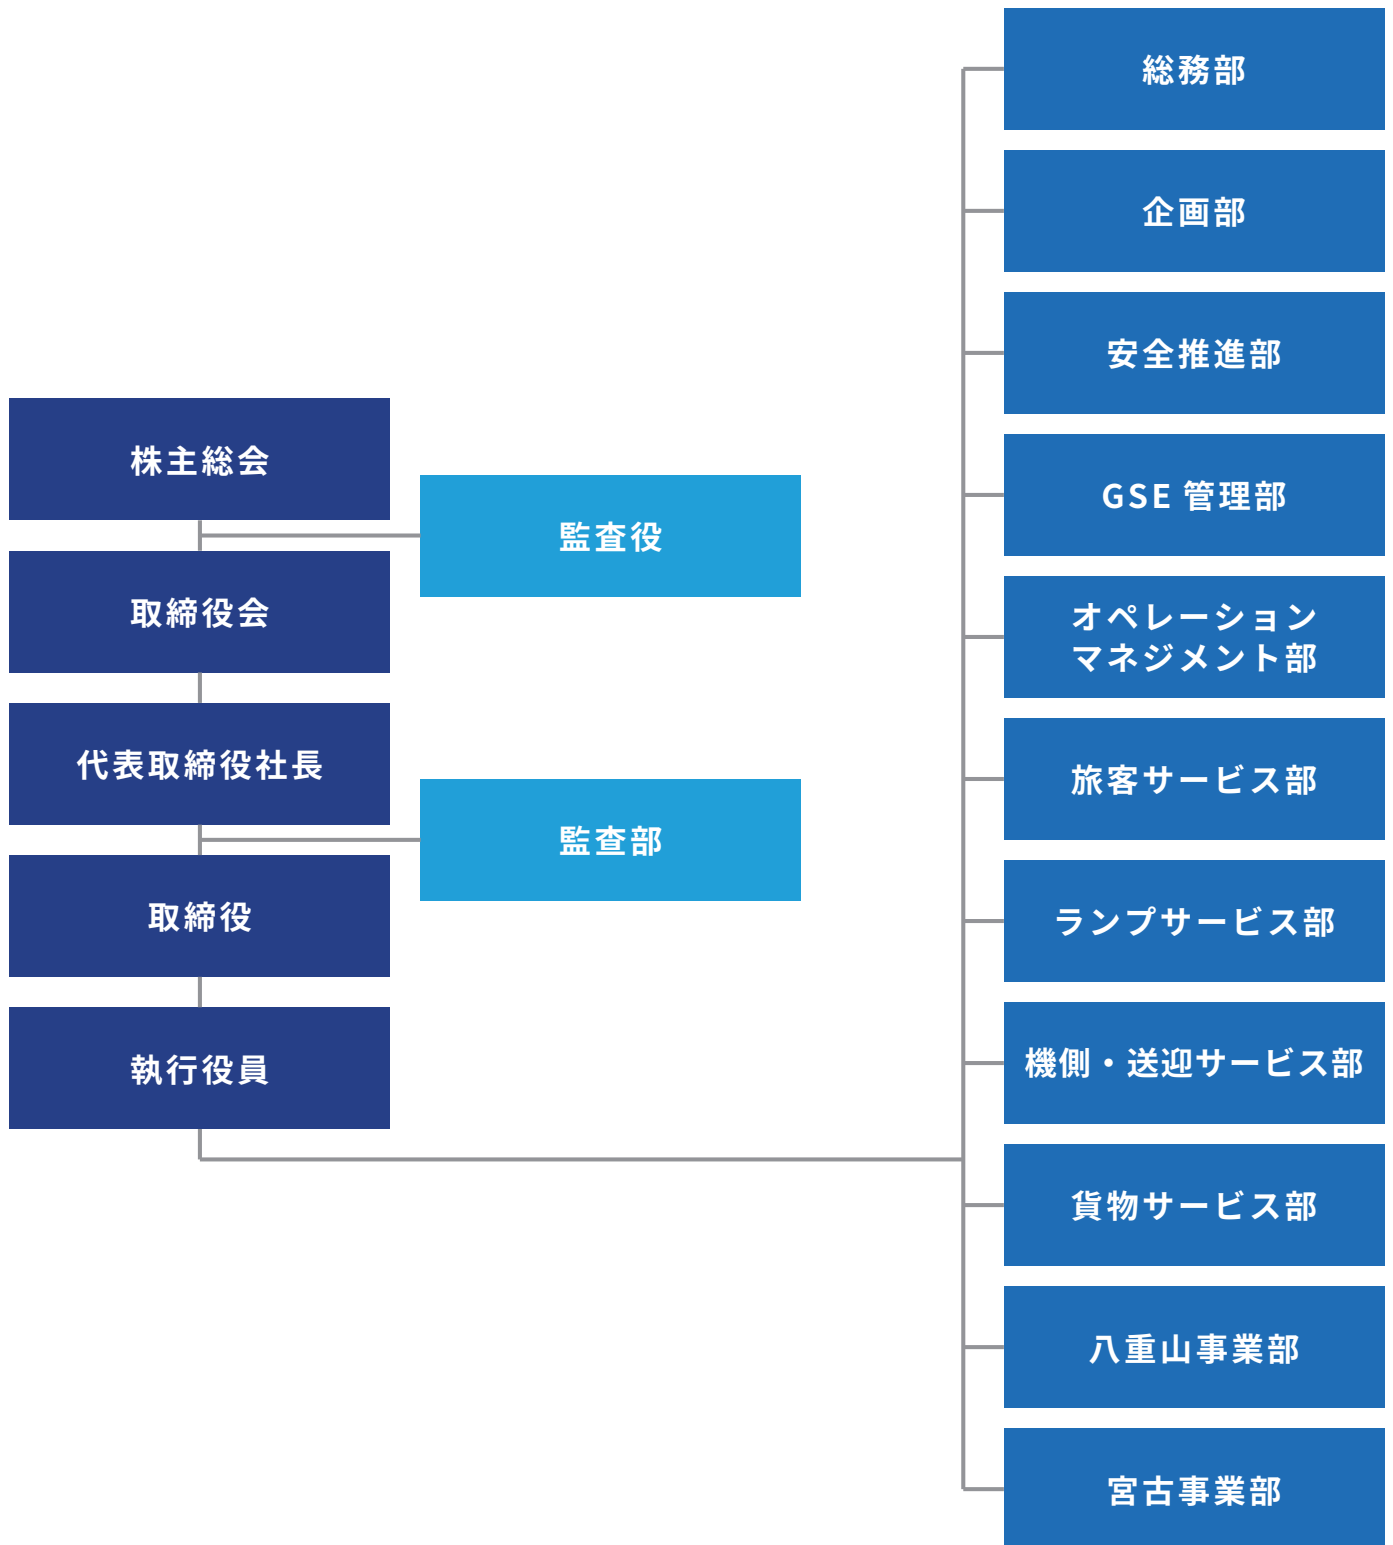 株主総会
監査役
取締役会
代表取締役社長
監査部
取締役
執行役員
総務部
企画部
安全推進部
GSE 管理部
オペレーション
マネジメント部
旅客サービス部
ランプサービス部
機側・送迎サービス部
貨物サービス部
八重山事業部
宮古事業部